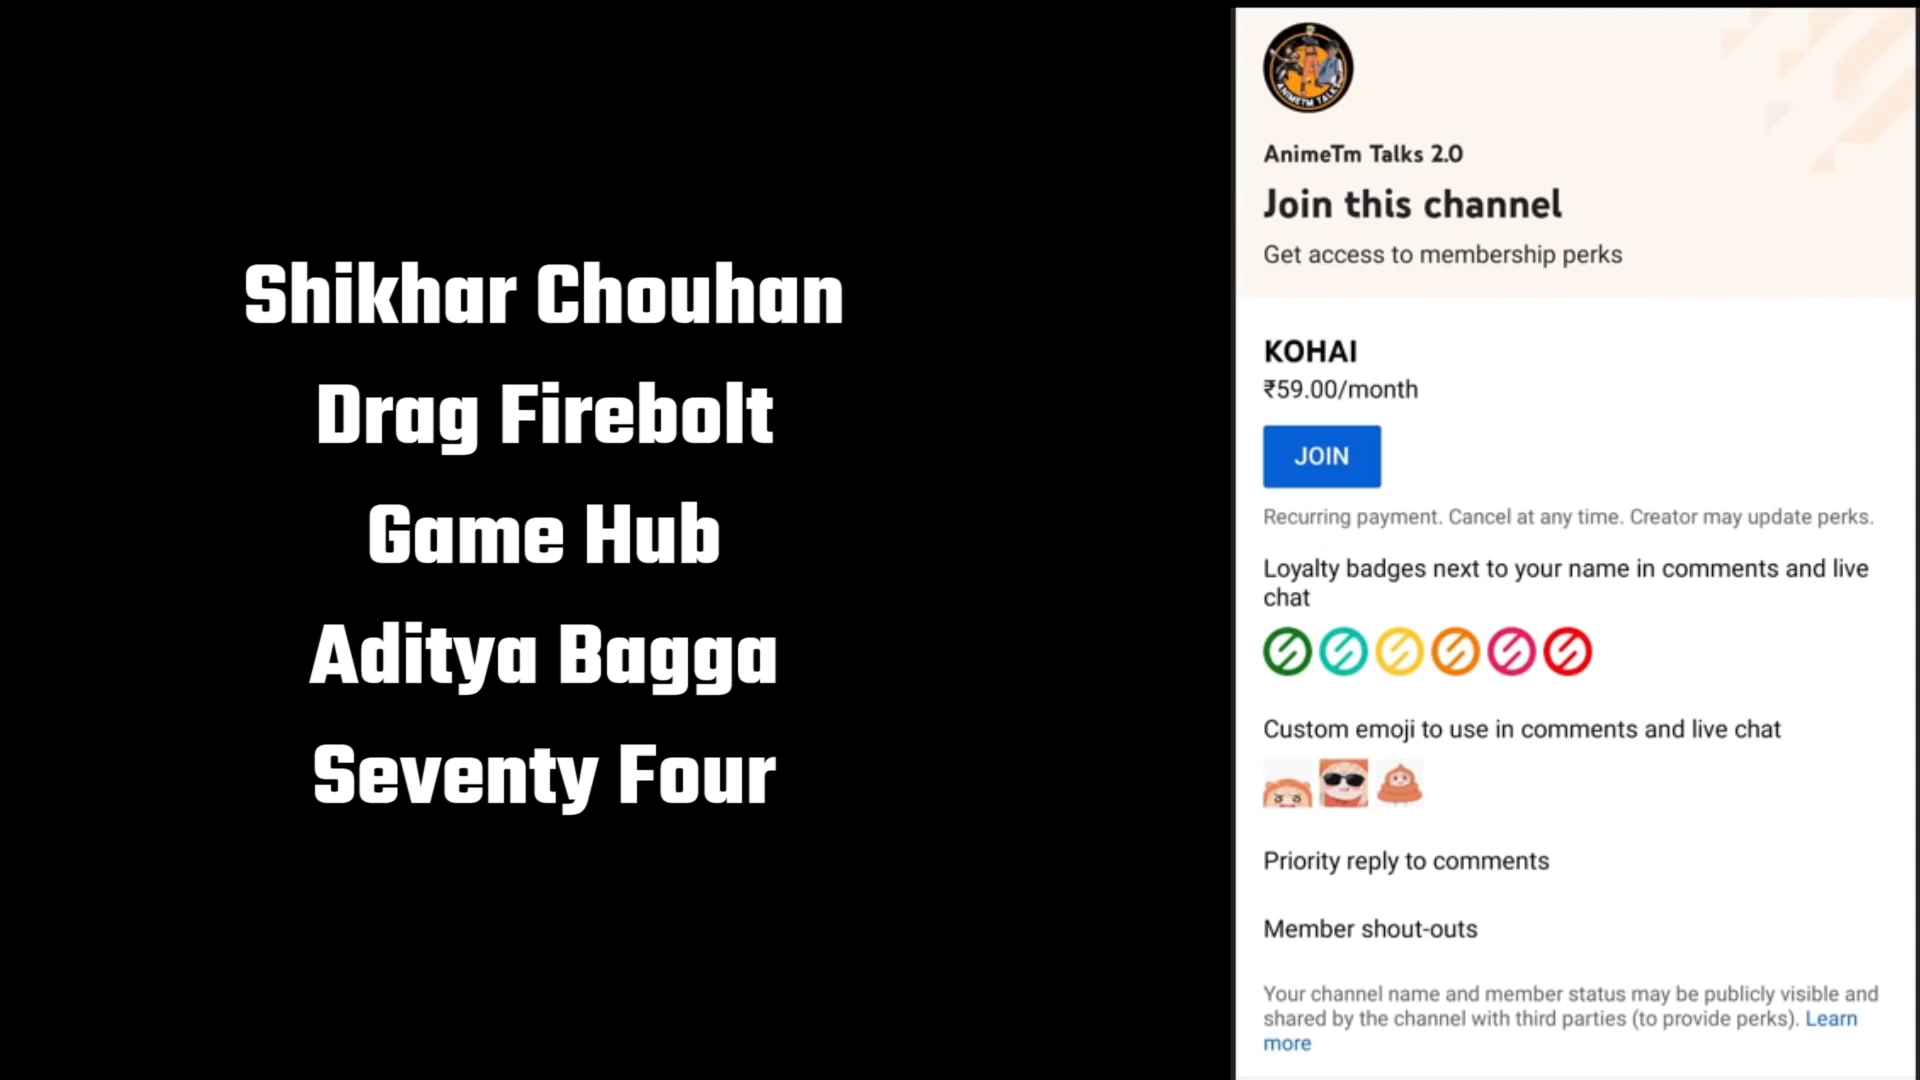 Shikhar Chouhan
Drag Firebolt
Game Hub
Aditya Bagga
Seventy Four
ANIMETM TALKS
AnimeTm Talks 2.0
Join this channel
Get access to membership perks
KOHAI
₹59.00/month
JOIN
Recurring payment. Cancel at any time. Creator may update perks.
Loyalty badges next to your name in comments and live
chat
Custom emoji to use in comments and live chat
Priority reply to comments
Member shout-outs
Your channel name and member status may be publicly visible and
shared by the channel with third parties (to provide perks). Learn
more